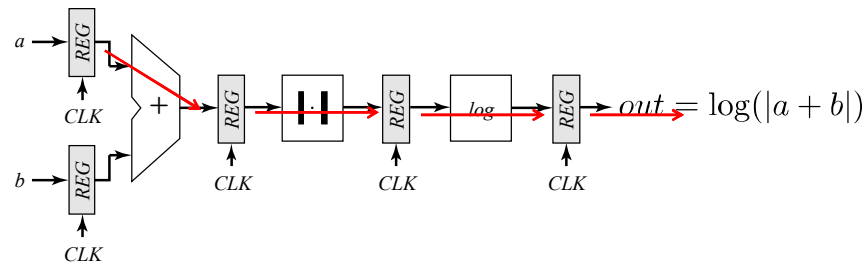 a
REG
CLK
b
REG
CLK
+
REG
CLK
|·|
REG
CLK
log
REG
CLK
out = log(|a + b|)